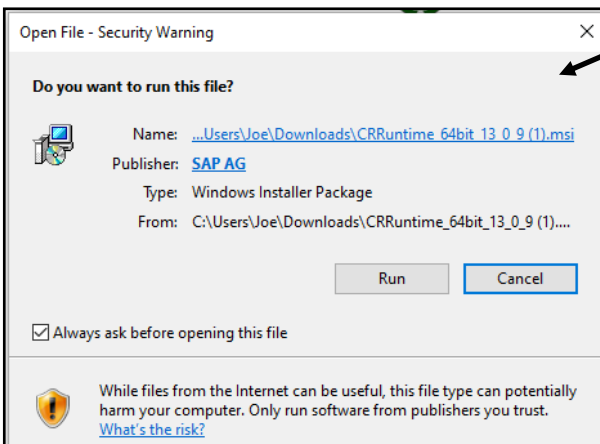 Open File - Security Warning
Do you want to run this file?
Name: ...Users\Joe\Downloads\CRRuntime_64bit_13_0_9 (1).msi
Publisher: SAP AG
Type: Windows Installer Package
From: C:\Users\Joe\Downloads\CRRuntime_64bit_13_0_9 (1)....
Run Cancel
Always ask before opening this file
While files from the Internet can be useful, this file type can potentially
harm your computer. Only run software from publishers you trust.
What's the risk?